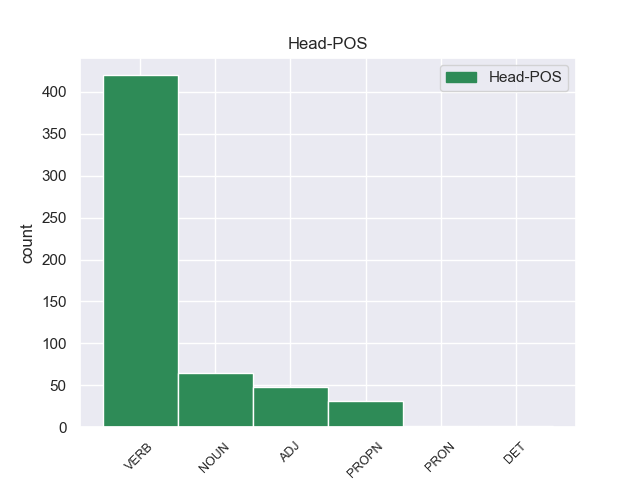 Head-POS
Head-POS
400
350
300
250
200
150
100
50
0
count
VERB
NOUN
ADJ
PROPN
PRON
DET